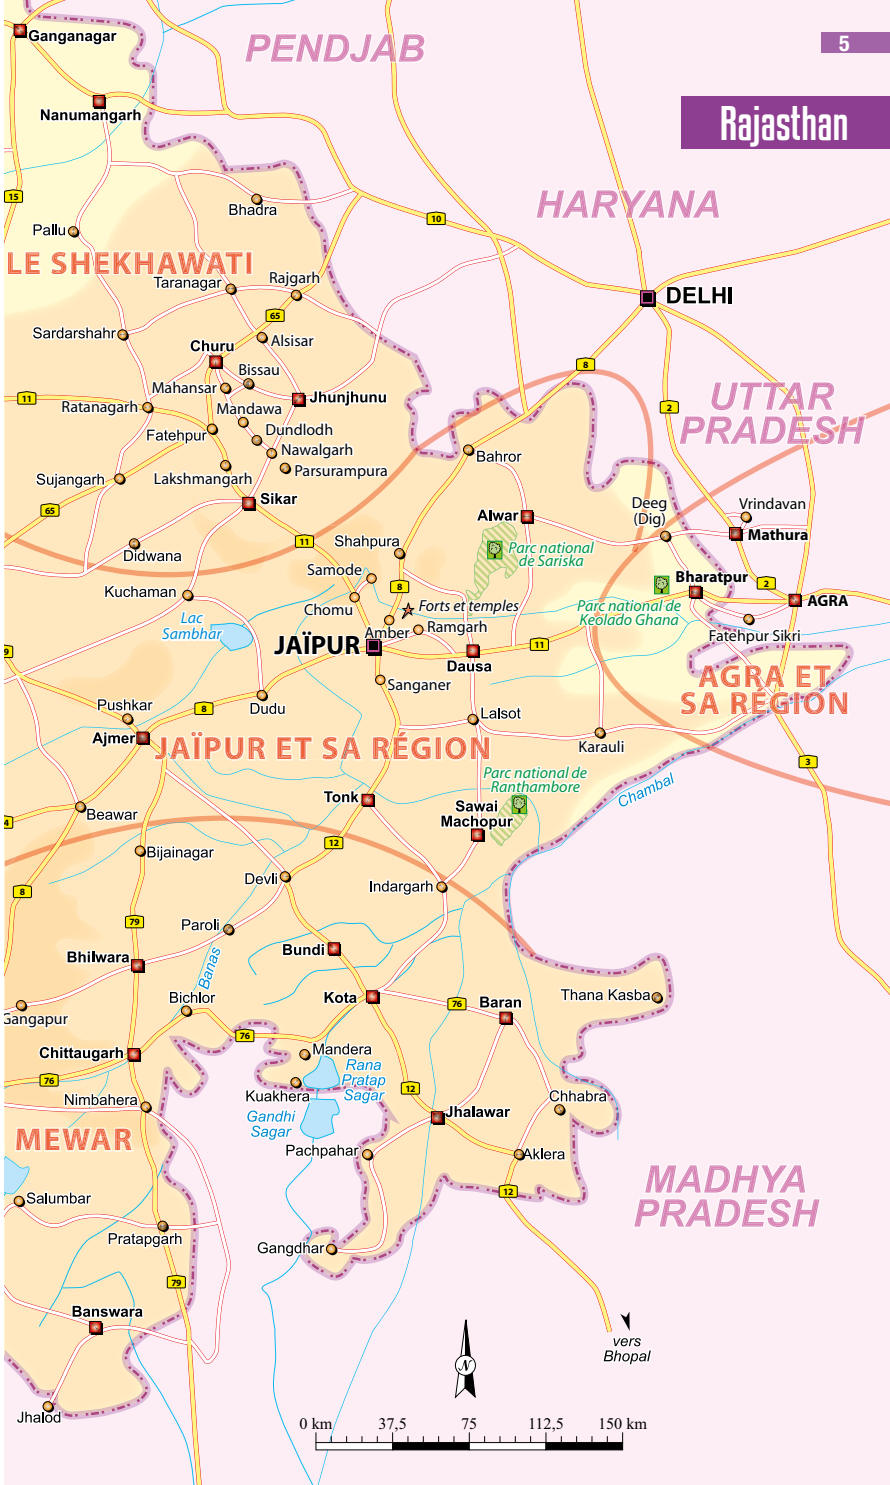 Ganganagar
PENDJAB
5
Nanumangarh
Rajasthan
15
Bhadra
HARYANA
10
Pallu
LE SHEKHAWATI
Taranagar
Rajgarh
DELHI
65
Sardarshahr
Alsisar
Churu
8
Bissau
Mahansar
11
Jhunjhunu
UTTAR
PRADESH
2
Ratanagarh
Mandawa
Fatehpur
Dundlodh
Nawalgarh
Bahror
Sujangarh
Lakshmangarh
Parsurampura
Sikar
65
Alwar
Deeg
(Dig)
Vrindavan
Mathura
Didwana
11
Shahpura
Parc national
de Sariska
Samode
8
Bharatpur
2
Kuchaman
Chomu
Forts et temples
Parc national de
Keolado Ghana
AGRA
Lac
Sambhar
Amber
Ramgarh
Fatehpur Sikri
JAÏPUR
11
9
Dausa
AGRA ET
SA RÉGION
Sanganer
Pushkar
8
Dudu
Lalsot
Ajmer
JAÏPUR ET SA RÉGION
Karauli
3
Parc national de
Ranthambore
Chambal
Tonk
Sawai
Machopur
Beawar
4
12
Bijainagar
Devli
Indargarh
8
79
Paroli
Bhilwara
Banas
Bundi
Bichlor
Kota
76
Baran
Thana Kasba
Gangapur
76
Chittaugarh
Mandera
Rana
Pratap
Sagar
76
Kuakhera
12
Nimbahera
Gandhi
Sagar
Jhalawar
Chhabra
MEWAR
Pachpahar
Aklera
MADHYA
PRADESH
12
Salumbar
Pratapgarh
Gangdhar
79
Banswara
vers
Bhopal
N
Jhalod
0 km 37,5 75 112,5 150 km